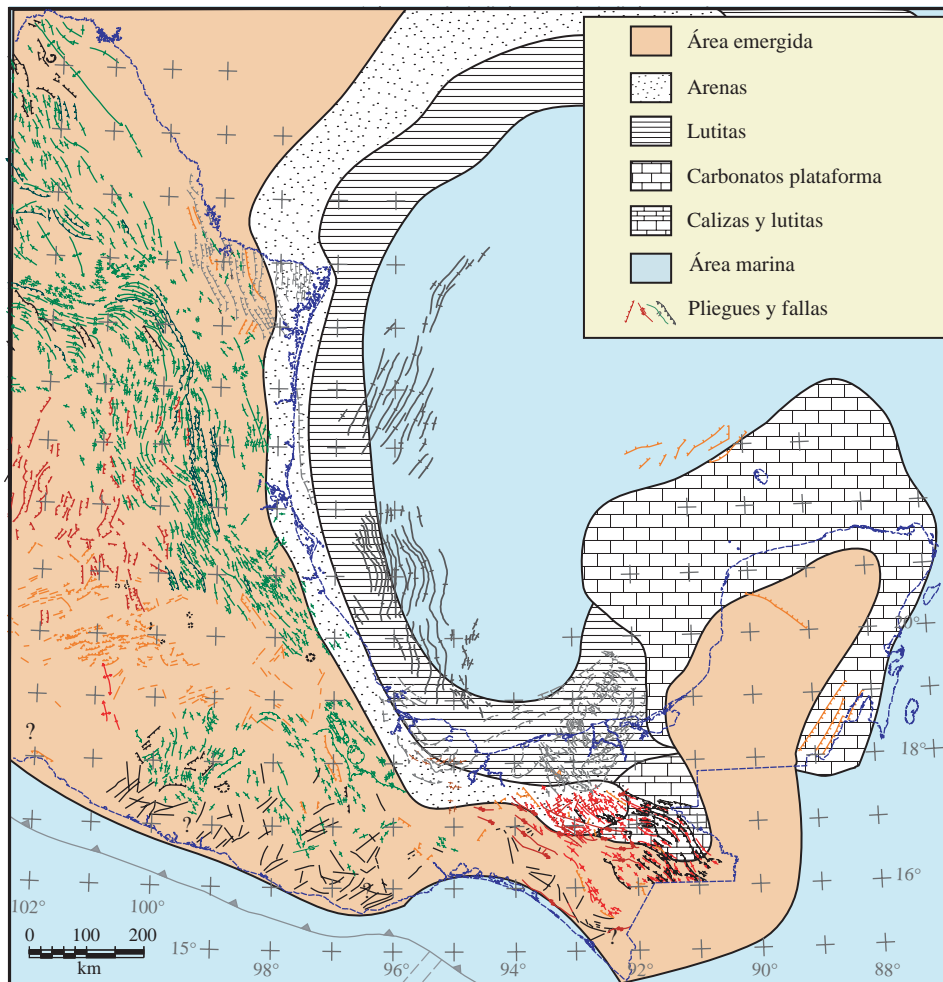 Área emergida
Arenas
Lutitas
Carbonatos plataforma
Calizas y lutitas
Área marina
Pliegues y fallas
20°
?
18°
?
?
16°
102°
100°
?
0 100 200
km
15°
98°
96°
94°
92°
90°
88°